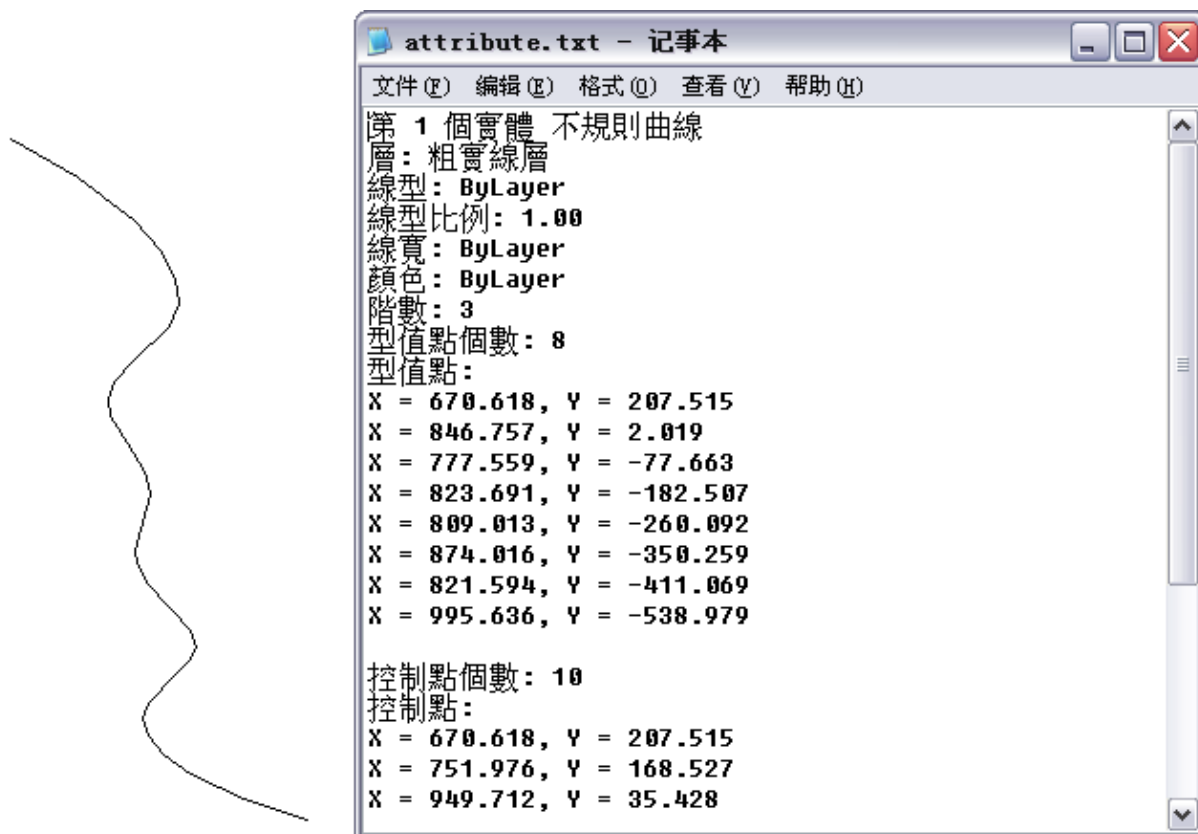 attribute.txt - 记事本
文件(F) 编辑(E) 格式(O) 查看(V) 帮助(H)
第 1 個實體 不規則曲線
層: 粗實線層
線型: ByLayer
線型比例: 1.00
線寬: ByLayer
顏色: ByLayer
階數: 3
型值點個數: 8
型值點:
X = 670.618, Y = 207.515
X = 846.757, Y = 2.019
X = 777.559, Y = -77.663
X = 823.691, Y = -182.507
X = 809.013, Y = -260.092
X = 874.016, Y = -350.259
X = 821.594, Y = -411.069
X = 995.636, Y = -538.979
控制點個數: 10
控制點:
X = 670.618, Y = 207.515
X = 751.976, Y = 168.527
X = 949.712, Y = 35.428